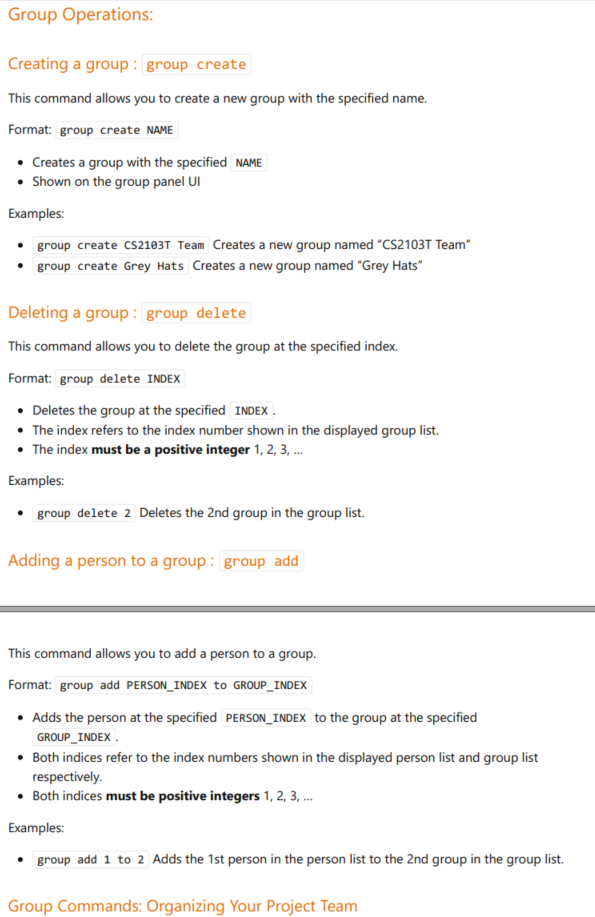 Group Operations:
Creating a group : group create
This command allows you to create a new group with the specified name.
Format: group create NAME
• Creates a group with the specified NAME
• Shown on the group panel UI
Examples:
• group create CS2103T Team Creates a new group named “CS2103T Team”
• group create Grey Hats Creates a new group named “Grey Hats”
Deleting a group : group delete
This command allows you to delete the group at the specified index.
Format: group delete INDEX
• Deletes the group at the specified INDEX .
• The index refers to the index number shown in the displayed group list.
• The index must be a positive integer 1, 2, 3, …
Examples:
• group delete 2 Deletes the 2nd group in the group list.
Adding a person to a group : group add
This command allows you to add a person to a group.
Format: group add PERSON_INDEX to GROUP_INDEX
• Adds the person at the specified PERSON_INDEX to the group at the specified
GROUP_INDEX .
• Both indices refer to the index numbers shown in the displayed person list and group list
respectively.
• Both indices must be positive integers 1, 2, 3, …
Examples:
• group add 1 to 2 Adds the 1st person in the person list to the 2nd group in the group list.
Group Commands: Organizing Your Project Team